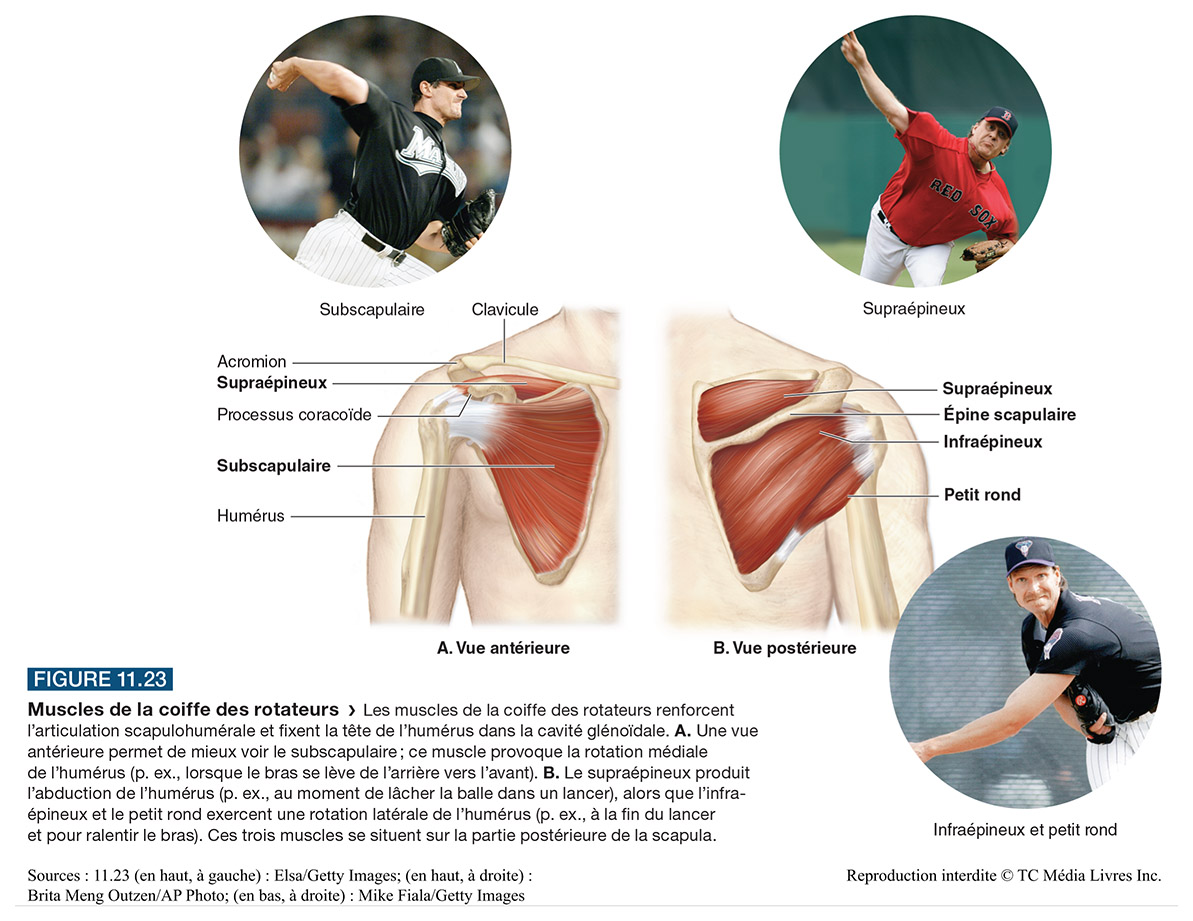 Subscapulaire
Clavicule
Supraépineux
Acromion
Supraépineux
Processus coracoïde
Subscapulaire
Humérus
Supraépineux
Épine scapulaire
Infraépineux
Petit rond
RED SOX
B
A. Vue antérieure
B. Vue postérieure
FIGURE 11.23
Muscles de la coiffe des rotateurs › Les muscles de la coiffe des rotateurs renforcent
l’articulation scapulohumérale et fixent la tête de l’humérus dans la cavité glénoïdale. A. Une vue
antérieure permet de mieux voir le subscapulaire ; ce muscle provoque la rotation médiale
de l’humérus (p. ex., lorsque le bras se lève de l’arrière vers l’avant). B. Le supraépineux produit
l’abduction de l’humérus (p. ex., au moment de lâcher la balle dans un lancer), alors que l’infra-
épineux et le petit rond exercent une rotation latérale de l’humérus (p. ex., à la fin du lancer
et pour ralentir le bras). Ces trois muscles se situent sur la partie postérieure de la scapula.
Infraépineux et petit rond
Sources : 11.23 (en haut, à gauche) : Elsa/Getty Images; (en haut, à droite) :
Brita Meng Outzen/AP Photo; (en bas, à droite) : Mike Fiala/Getty Images
Reproduction interdite © TC Média Livres Inc.